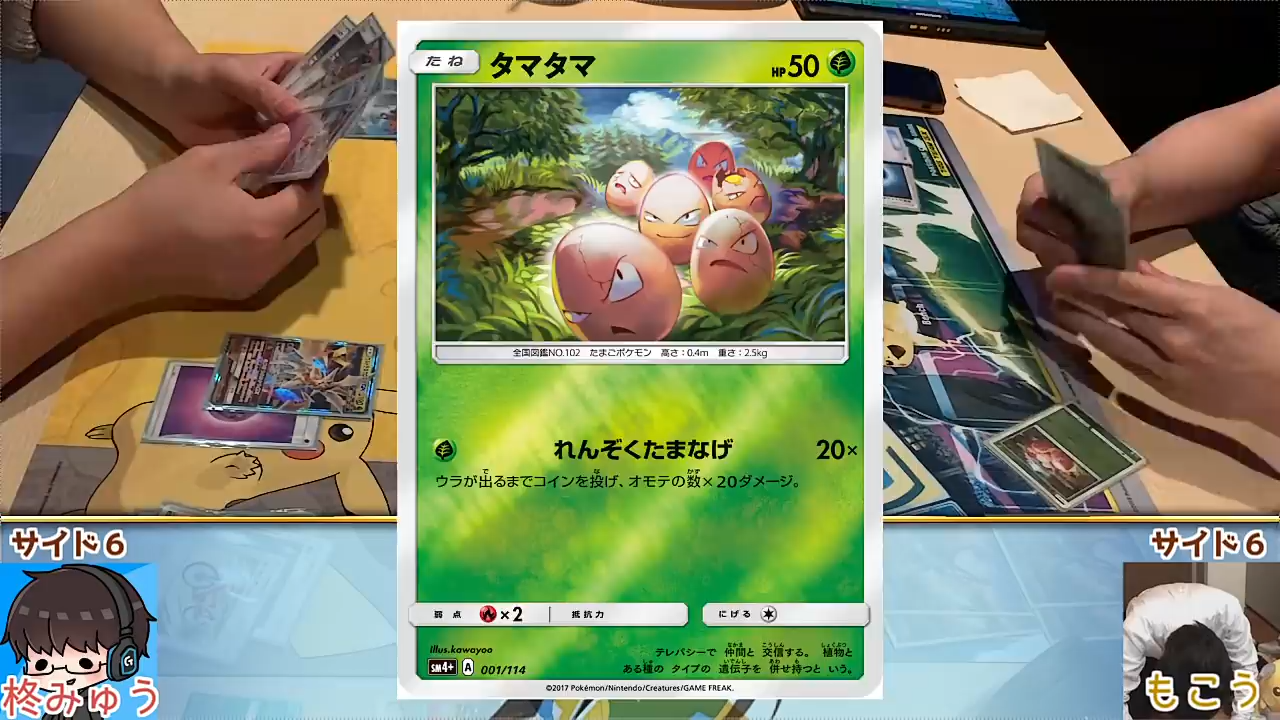 たね タマタマ HP50
全国図鑑NO.102 たまごポケモン 高さ:0.4m 重さ:2.5kg
れんぞくたまなげ 20×
ウラが出るまでコインを投げ、オモテの数×20ダメージ。
弱点 ×2 抵抗力 にげる
illus.kawayoo
SM4+ A 001/114
テレパシーで仲間と交信する。植物と
ある種のタイプの遺伝子を併せ持つという。
©2017 Pokémon/Nintendo/Creatures/GAME FREAK.
Bench
サイド6
サイド6
柊みゅう
もこう